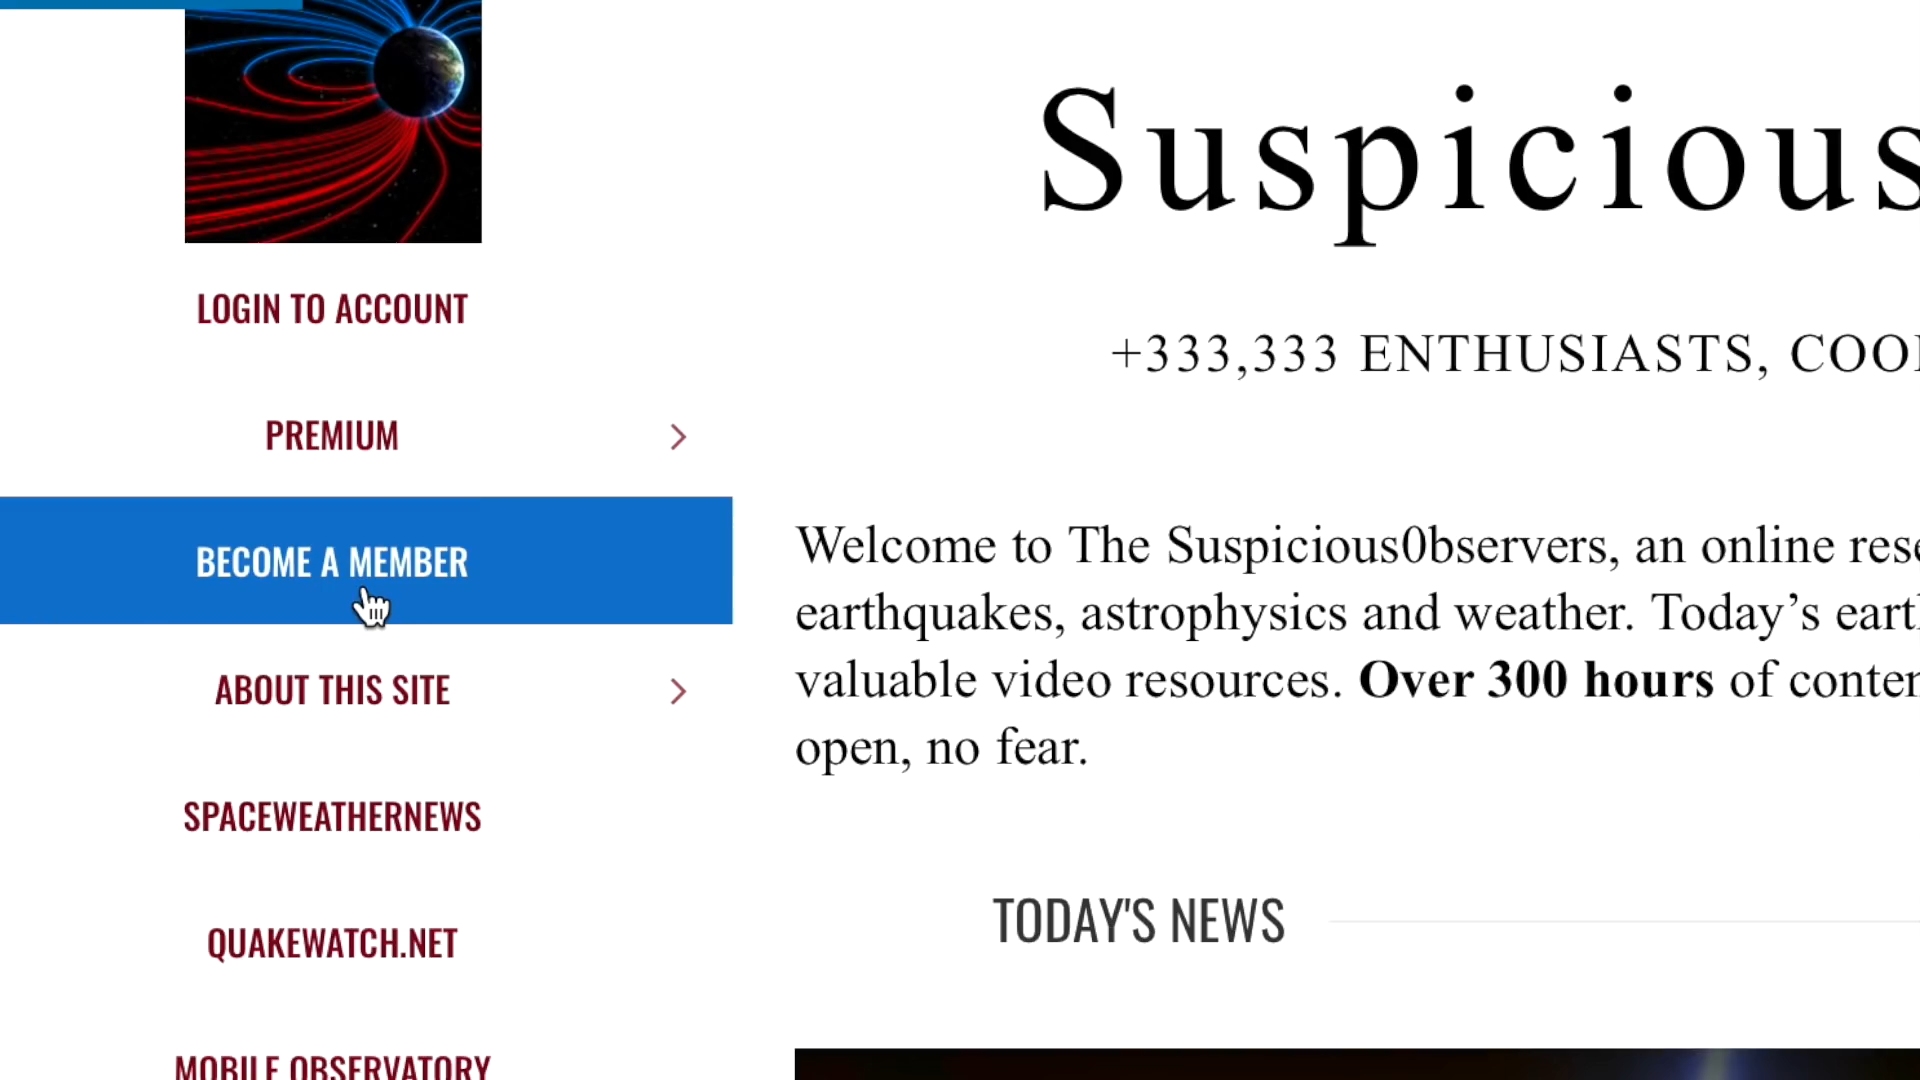 LOGIN TO ACCOUNT
PREMIUM
BECOME A MEMBER
ABOUT THIS SITE
SPACEWEATHERNEWS
QUAKEWATCH.NET
MOBILE OBSERVATORY
Suspicious
+333,333 ENTHUSIASTS,
Welcome to The Suspicious0bservers, an online
earthquakes, astrophysics and weather. Today’s
valuable video resources. Over 300 hours of
open, no fear.
TODAY'S NEWS